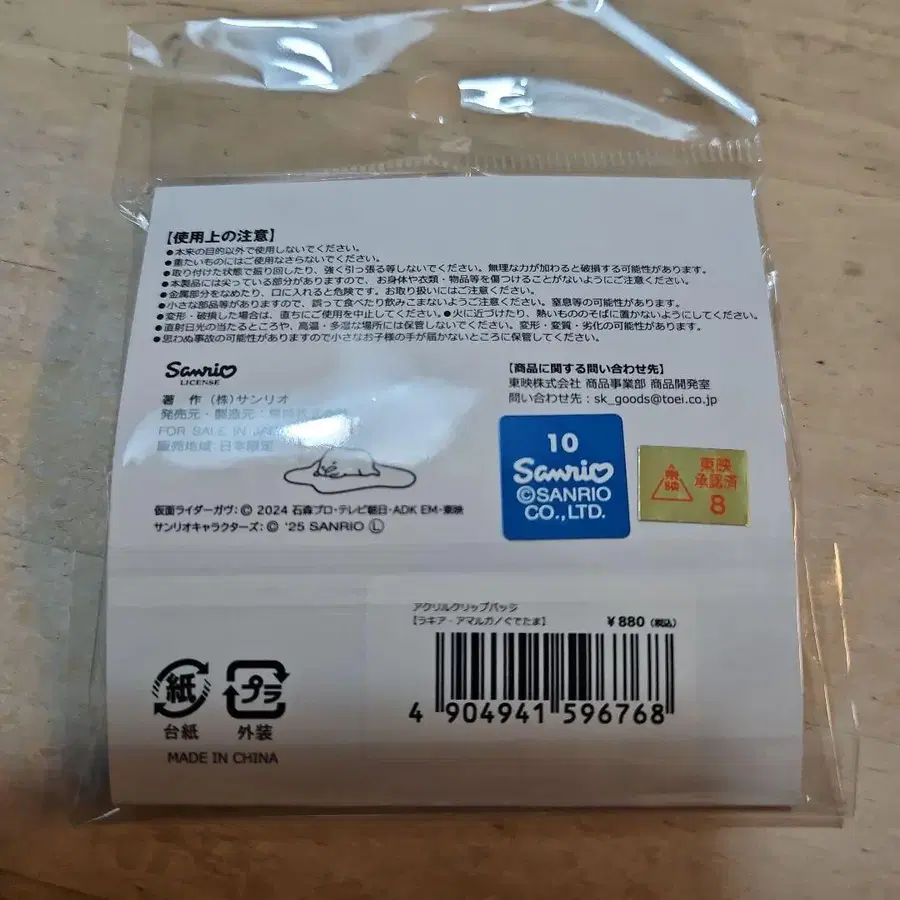 【使用上の注意】
●本来の目的以外で使用しないでください。
●重たいものにはご使用なさらないでください。
●取り付けた状態で振り回したり、強く引っ張る等しないでください。無理な力が加わると破損する可能性があります。
●本製品には尖っている部分がありますので、お身体や衣類・物品等を傷つけることがないようにご注意ください。
●金属部分をなめたり、口に入れると危険です。お取り扱いにはご注意ください。
●小さな部品等がありますので、誤って食べたり飲みこまないようご注意ください。窒息等の可能性があります。
●変形・破損した場合は、直ちにご使用を中止してください。●火に近づけたり、熱いもののそばに置かないようにしてください。
●直射日光の当たるところや、高温・多湿な場所には保管しないでください。変形・変質・劣化の可能性があります。
●思わぬ事故の可能性がありますので小さなお子様の手が届かないところに保管してください。
Sanrio
LICENSE
著 作 (株)サンリオ
発売元・製造元:東映株式会社
FOR SALE IN JAPAN
販売地域:日本限定
【商品に関する問い合わせ先】
東映株式会社 商品事業部 商品開発室
問い合わせ先:sk_goods@toei.co.jp
10
Sanrio
©SANRIO
CO.,LTD.
東映
東映
承認済
8
仮面ライダーガヴ:© 2024 石森プロ・テレビ朝日・ADK EM・東映
サンリオキャラクターズ:© '25 SANRIO Ⓛ
アクリルクリップバッジ
【ラキア・アマルガ/ぐでたま】
¥880 (税込)
4 904941 596768
紙
台紙
プラ
外装
MADE IN CHINA